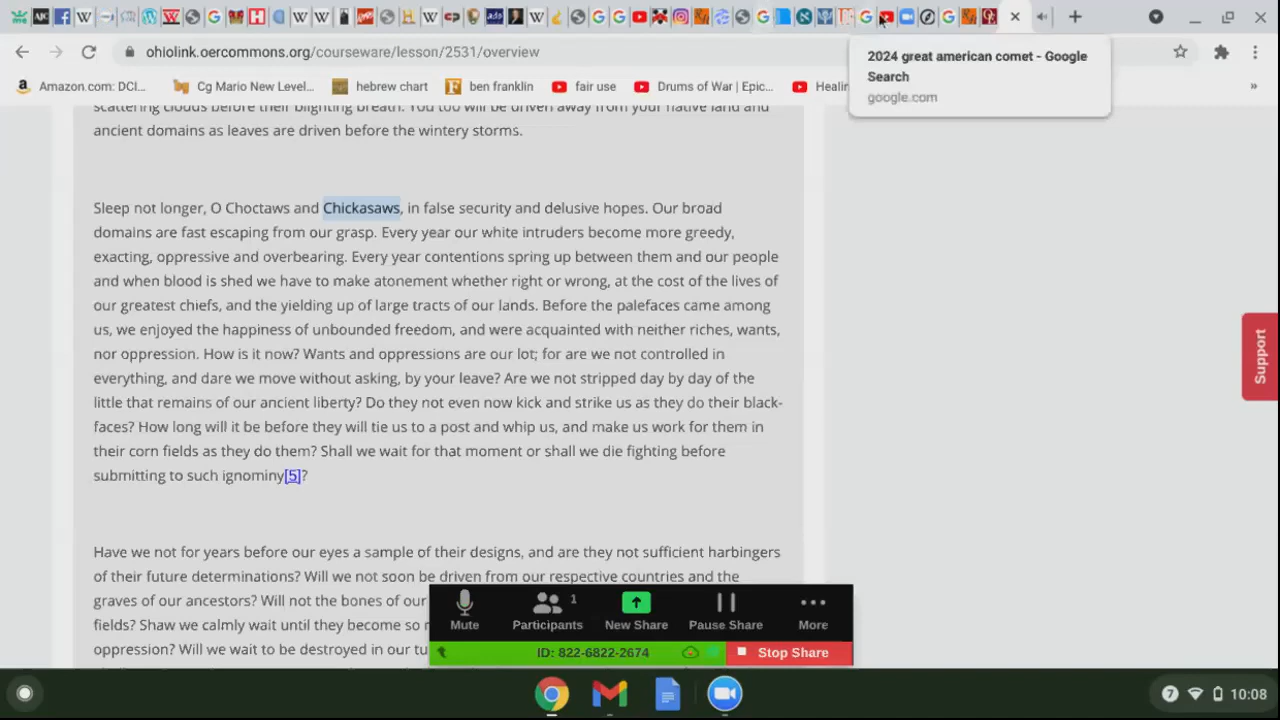 ohiolink.oercommons.org/courseware/lesson/2531/overview
2024 great american comet - Google
Search
google.com
Amazon.com: DCl...
Cg Mario New Level...
hebrew chart
ben franklin
fair use
Drums of War | Epic...
Healin
»
scattering clouds before their blighting breath. You too will be driven away from your native land and
ancient domains as leaves are driven before the wintery storms.
Sleep not longer, O Choctaws and Chickasaws, in false security and delusive hopes. Our broad
domains are fast escaping from our grasp. Every year our white intruders become more greedy,
exacting, oppressive and overbearing. Every year contentions spring up between them and our people
and when blood is shed we have to make atonement whether right or wrong, at the cost of the lives of
our greatest chiefs, and the yielding up of large tracts of our lands. Before the palefaces came among
us, we enjoyed the happiness of unbounded freedom, and were acquainted with neither riches, wants,
nor oppression. How is it now? Wants and oppressions are our lot; for are we not controlled in
everything, and dare we move without asking, by your leave? Are we not stripped day by day of the
little that remains of our ancient liberty? Do they not even now kick and strike us as they do their black-
faces? How long will it be before they will tie us to a post and whip us, and make us work for them in
their corn fields as they do them? Shall we wait for that moment or shall we die fighting before
submitting to such ignominy[5]?
Have we not for years before our eyes a sample of their designs, and are they not sufficient harbingers
of their future determinations? Will we not soon be driven from our respective countries and the
graves of our ancestors? Will not the bones of our
fields? Shaw we calmly wait until they become so
oppression? Will we wait to be destroyed in our tu
Support
1
Mute
Participants
New Share
Pause Share
More
ID: 822-6822-2674
Stop Share
7
10:08